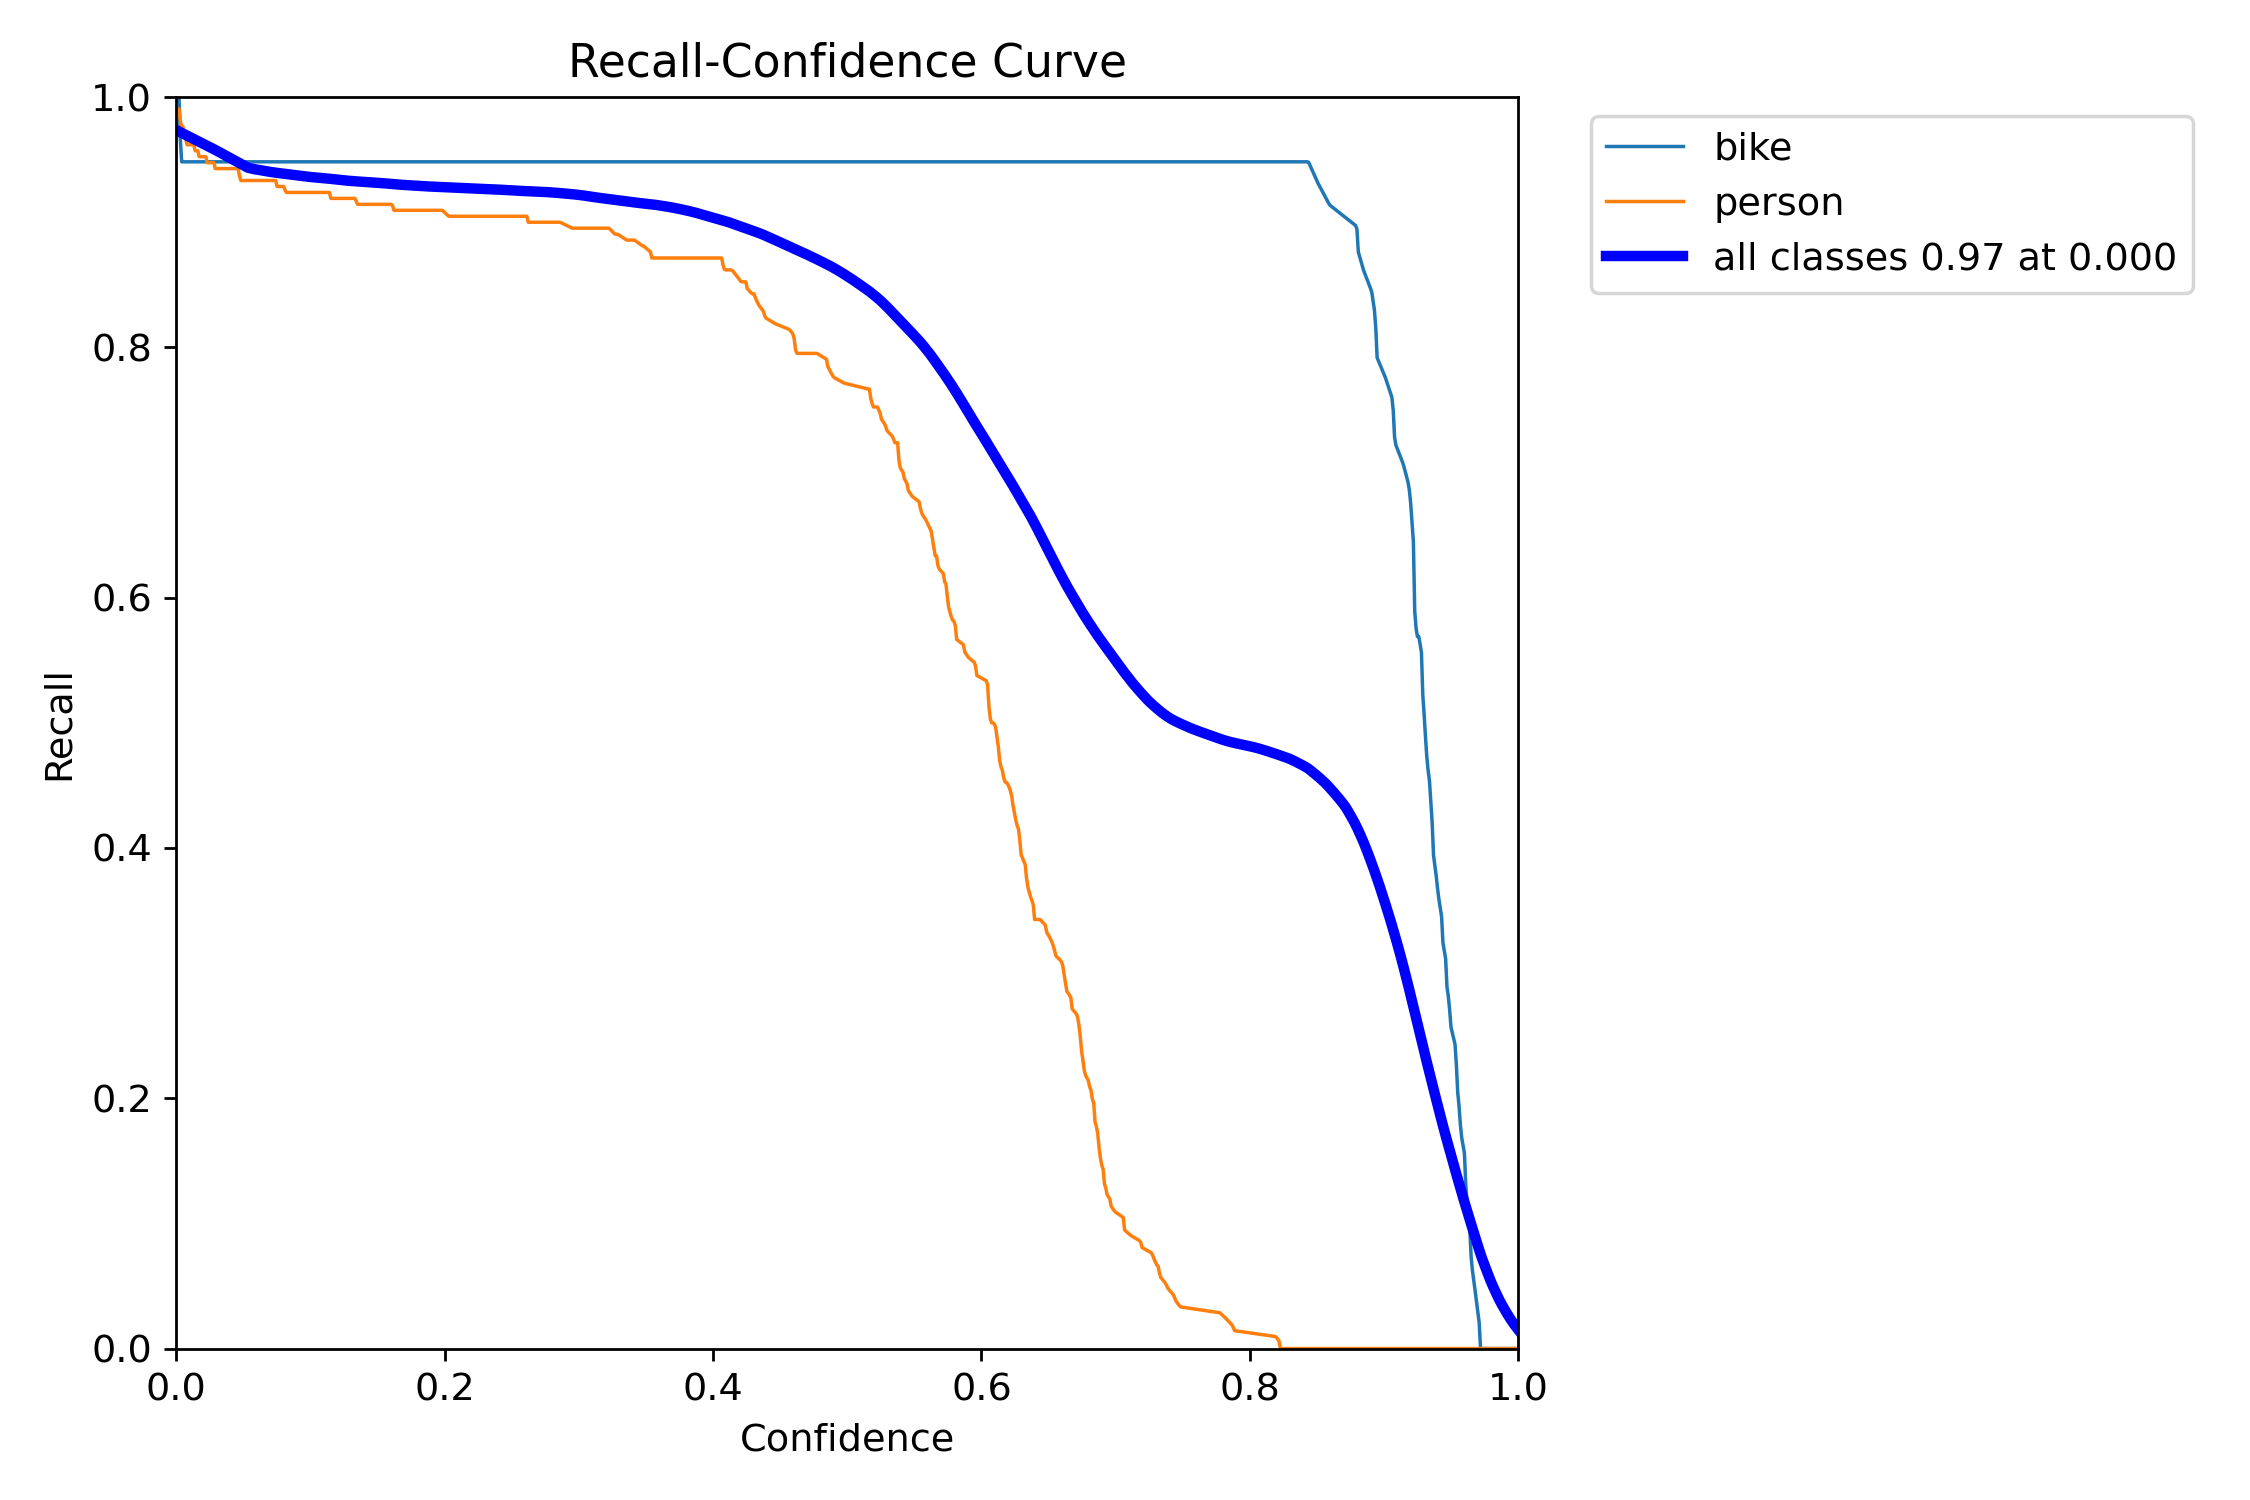 Recall-Confidence Curve
bike
person
all classes 0.97 at 0.000
1.0
0.8
0.6
0.4
0.2
0.0
Recall
0.0 0.2 0.4 0.6 0.8 1.0
Confidence